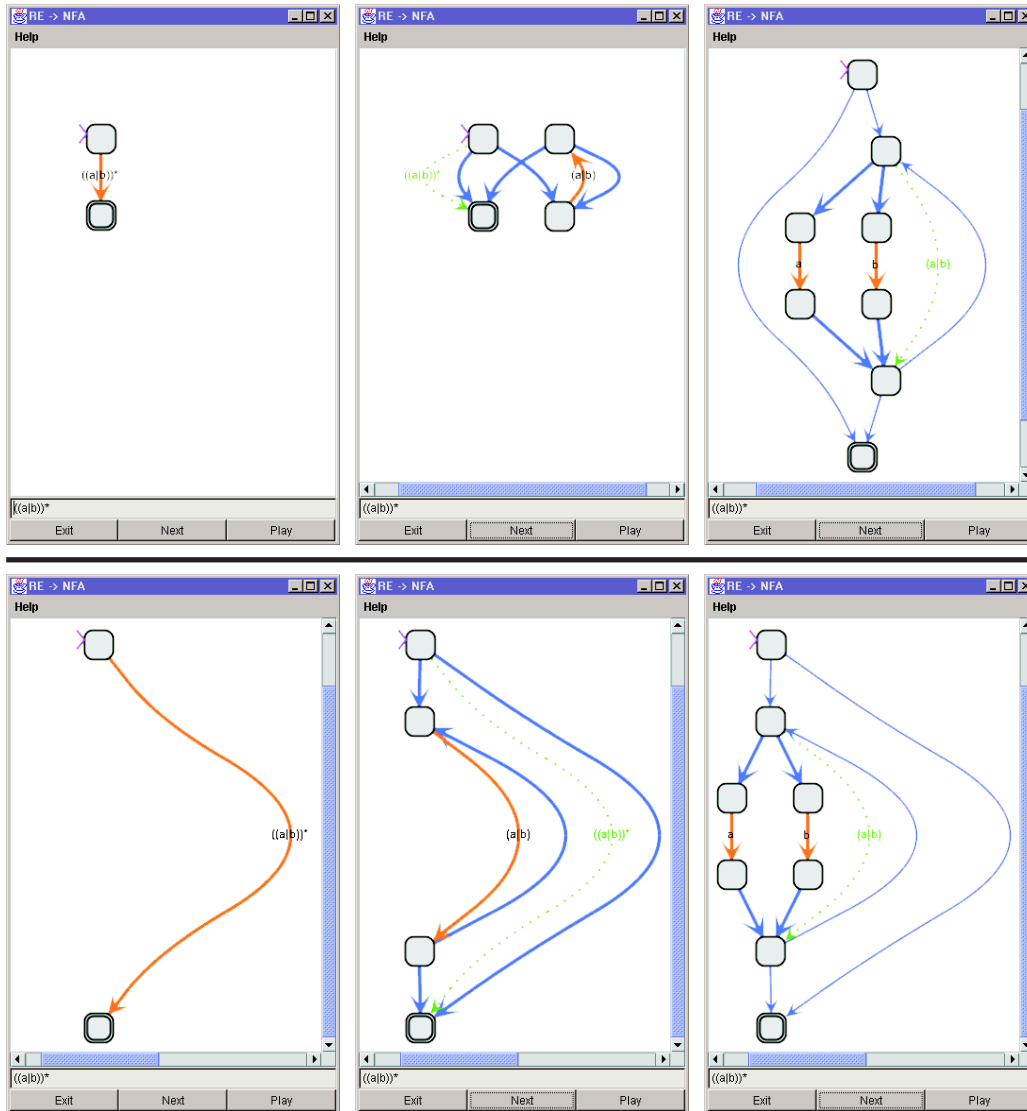 RE -> NFA
Help
((a|b))*
((a|b))*
Exit Next Play
RE -> NFA
Help
((a|b))*
(a|b)
((a|b))*
Exit Next Play
RE -> NFA
Help
a
b
(a|b)
((a|b))*
Exit Next Play
RE -> NFA
Help
((a|b))*
((a|b))*
Exit Next Play
RE -> NFA
Help
(a|b)
((a|b))*
((a|b))*
Exit Next Play
RE -> NFA
Help
a
b
(a|b)
((a|b))*
Exit Next Play